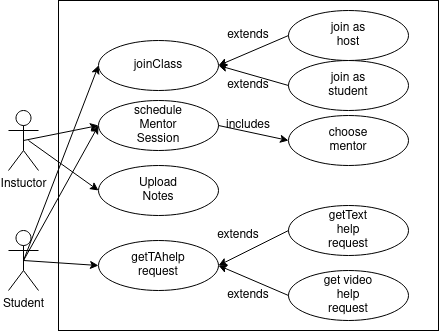 extends
join as
host
joinClass
extends
join as
student
schedule
Mentor
Session
includes
choose
mentor
Instuctor
Upload
Notes
extends
getText
help
request
getTAhelp
request
Student
extends
get video
help
request